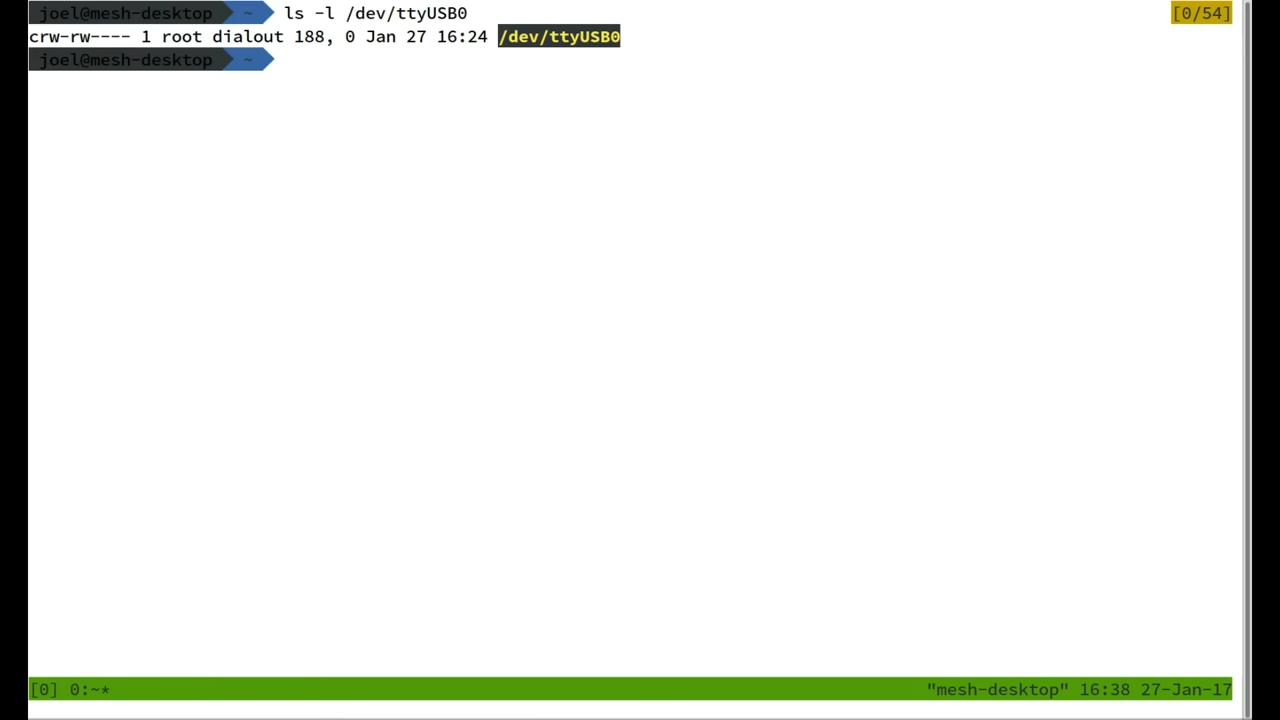 joel@mesh-desktop ~ ls -l /dev/ttyUSB0 [0/54]
crw-rw---- 1 root dialout 188, 0 Jan 27 16:24 /dev/ttyUSB0
joel@mesh-desktop ~
[0] 0:~* "mesh-desktop" 16:38 27-Jan-17